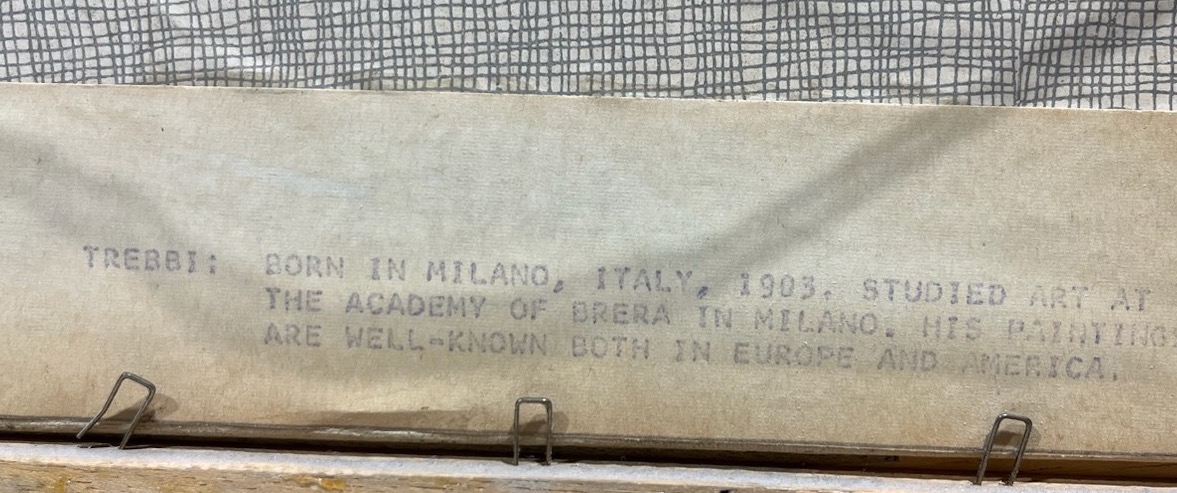 TREBBI: BORN IN MILANO, ITALY, 1903. STUDIED ART AT
THE ACADEMY OF BRERA IN MILANO. HIS PAINTINGS
ARE WELL-KNOWN BOTH IN EUROPE AND AMERICA.